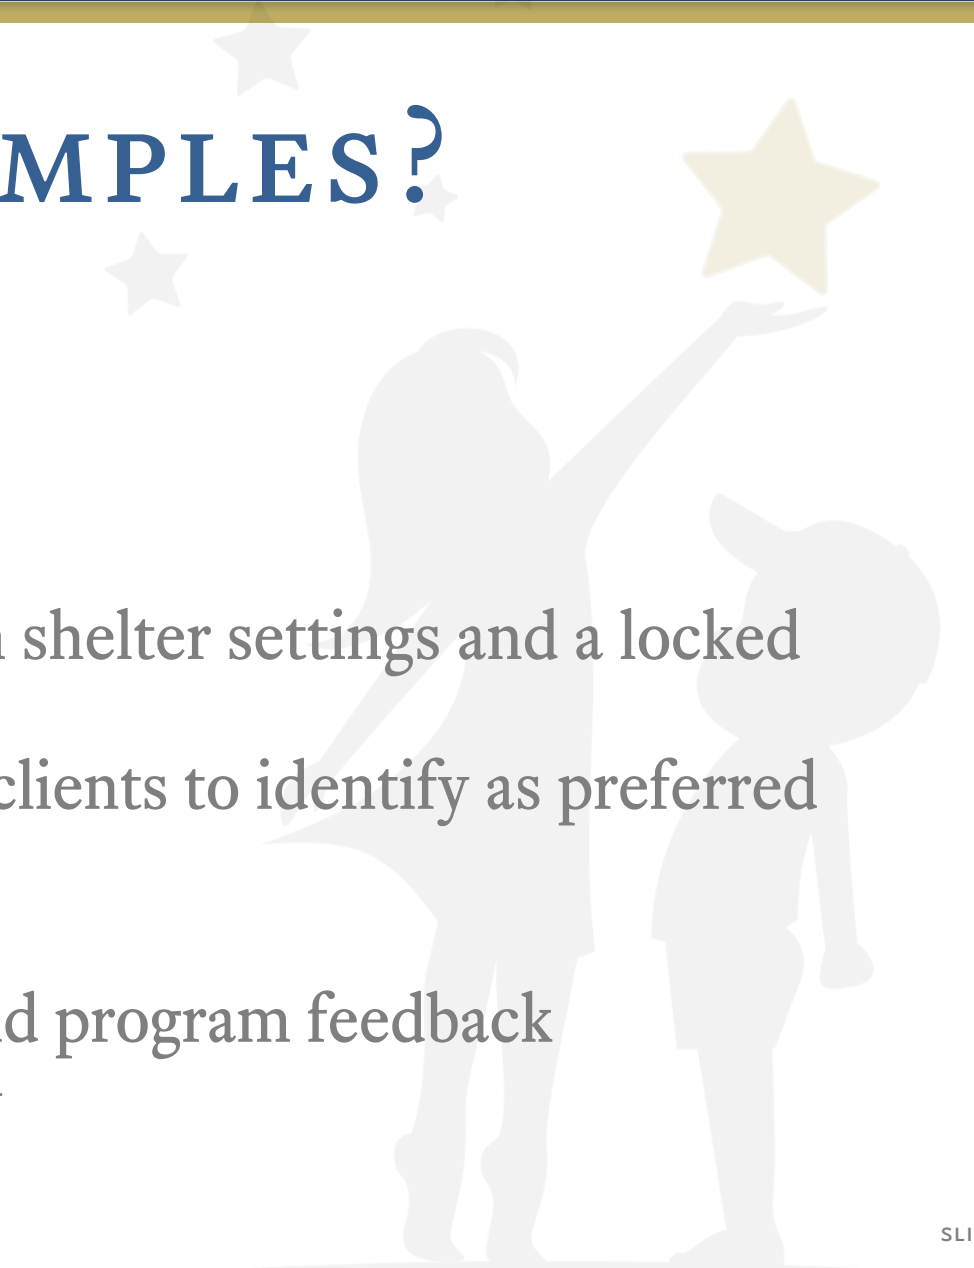 MPLES?
shelter settings and a locked
clients to identify as preferred
d program feedback
SLI